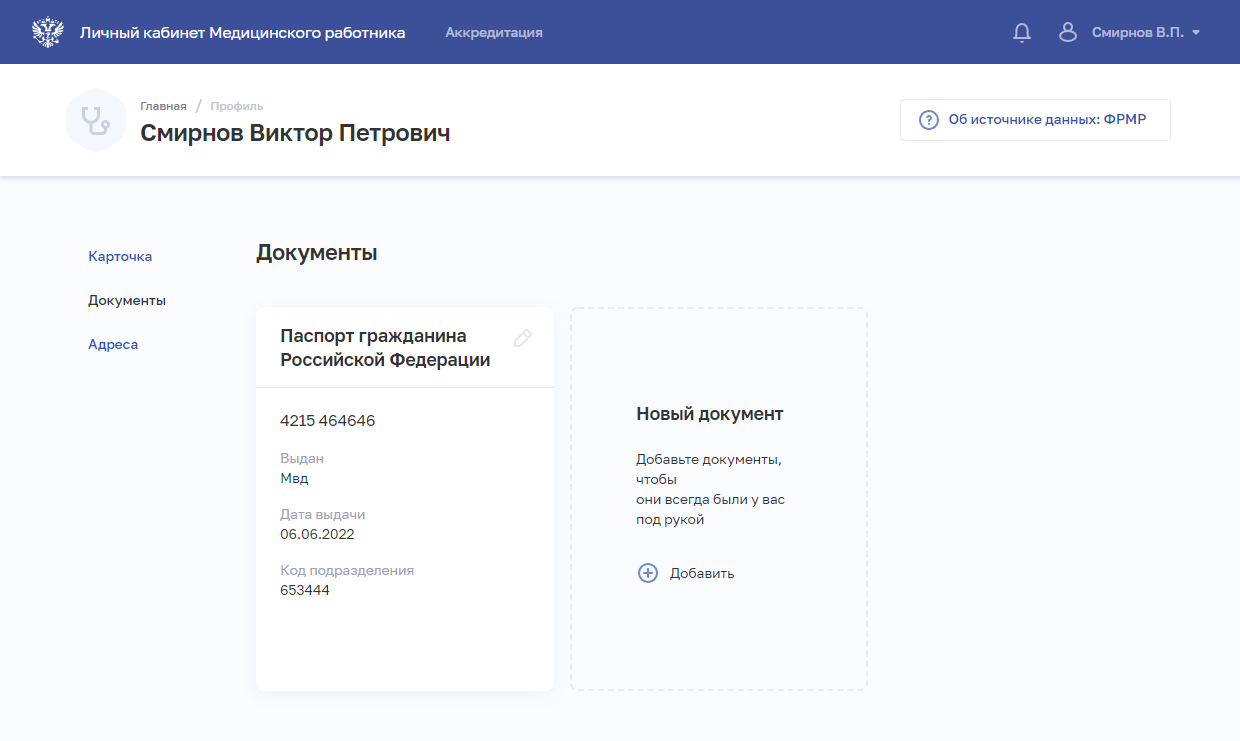 Личный кабинет Медицинского работника
Аккредитация
Смирнов В.П.
Главная / Профиль
Смирнов Виктор Петрович
Об источнике данных: ФРМР
Карточка
Документы
Адреса
Документы
Паспорт гражданина
Российской Федерации
4215 464646
Выдан
Мвд
Дата выдачи
06.06.2022
Код подразделения
653444
Новый документ
Добавьте документы,
чтобы
они всегда были у вас
под рукой
Добавить